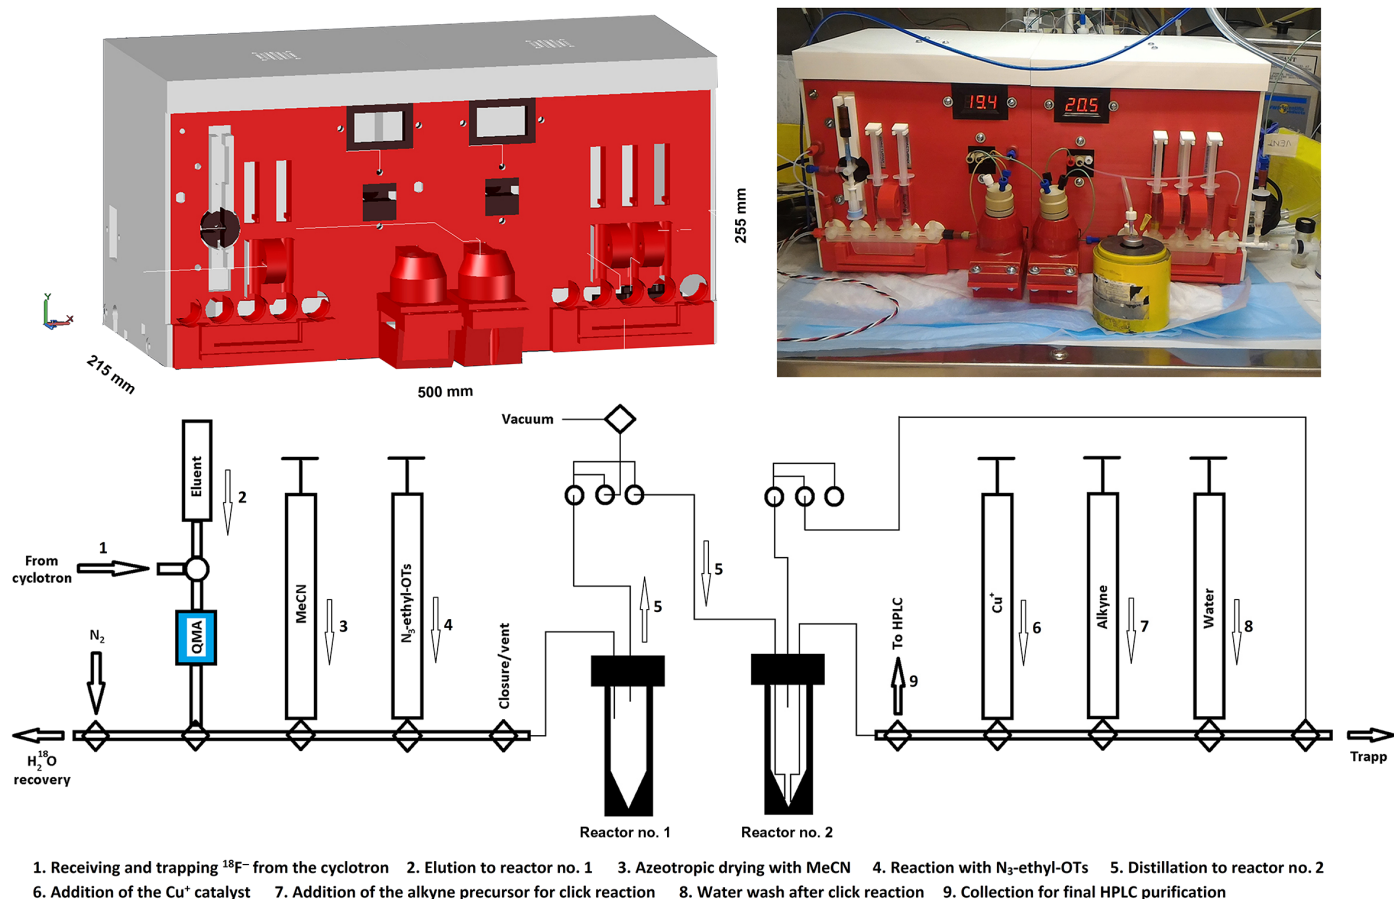 19.4
20.5
VENT
255 mm
Y
X
215 mm
500 mm
Vacuum
Eluent
2
1
From
cyclotron
MeCN
3
N₃-ethyl-OTs
4
5
5
Cu⁺
6
Alkyne
7
Water
8
QMA
N₂
Closure/vent
To HPLC
9
H₂¹⁸O
recovery
Trapp
Reactor no. 1
Reactor no. 2
1. Receiving and trapping ¹⁸F⁻ from the cyclotron 2. Elution to reactor no. 1 3. Azeotropic drying with MeCN 4. Reaction with N₃-ethyl-OTs 5. Distillation to reactor no. 2
6. Addition of the Cu⁺ catalyst 7. Addition of the alkyne precursor for click reaction 8. Water wash after click reaction 9. Collection for final HPLC purification